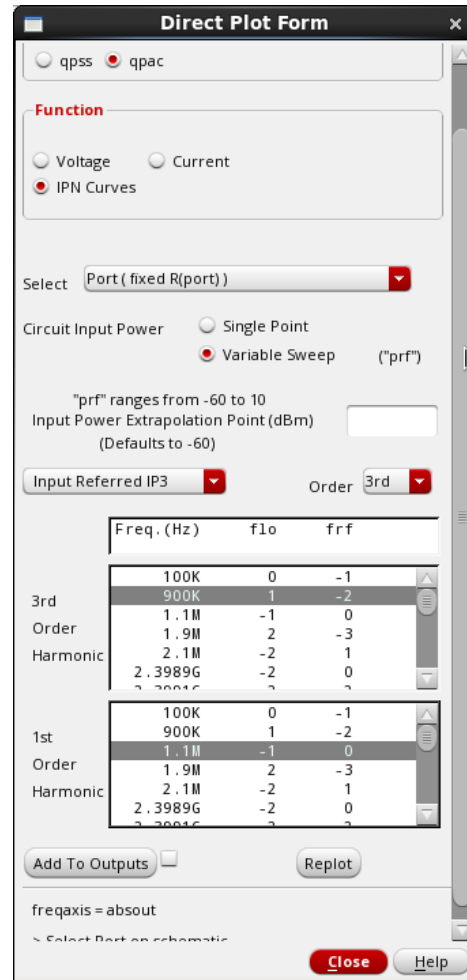 Direct Plot Form
qpss qpac
Function
Voltage Current
IPN Curves
Select Port ( fixed R(port) )
Circuit Input Power Single Point
Variable Sweep ("prf")
"prf" ranges from -60 to 10
Input Power Extrapolation Point (dBm)
(Defaults to -60)
Input Referred IP3 Order 3rd
Freq.(Hz) flo frf
3rd Order Harmonic
100K 0 -1
900K 1 -2
1.1M -1 0
1.9M 2 -3
2.1M -2 1
2.3989G -2 0
1st Order Harmonic
100K 0 -1
900K 1 -2
1.1M -1 0
1.9M 2 -3
2.1M -2 1
2.3989G -2 0
Add To Outputs Replot
freqaxis = absout
> Select Port on schematic
Close Help